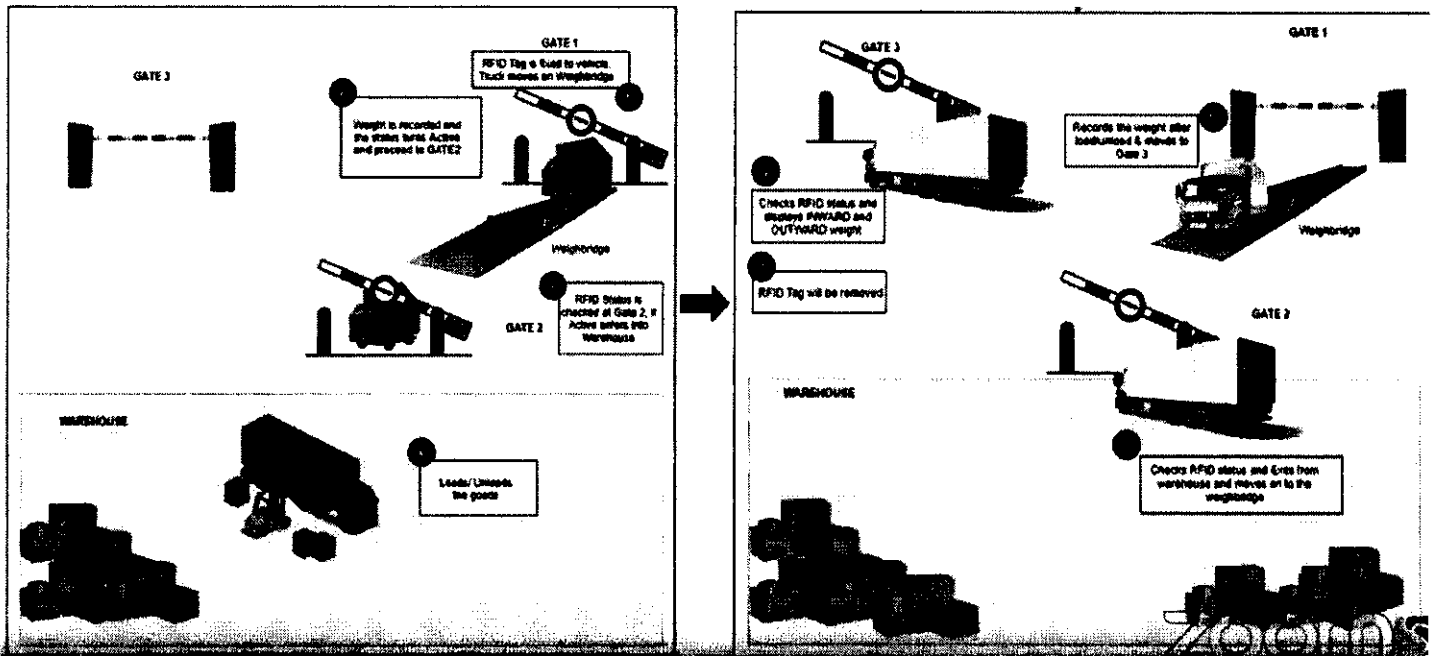 GATE 1
RFID Tag is fixed to vehicle.
Truck moves on Weighbridge
GATE 3
Weight is recorded and
the status turns Active
and proceed to GATE2
Weighbridge
RFID Status is
checked at Gate 2, if
Active enters into
Warehouse
GATE 2
WAREHOUSE
Loads/ Unloads
the goods
GATE 3
GATE 1
Records the weight after
load/unload & moves to
Gate 3
Checks RFID status and
displays INWARD and
OUTWARD weight
Weighbridge
RFID Tag will be removed
GATE 2
WAREHOUSE
Checks RFID status and Exits from
warehouse and moves on to the
weighbridge